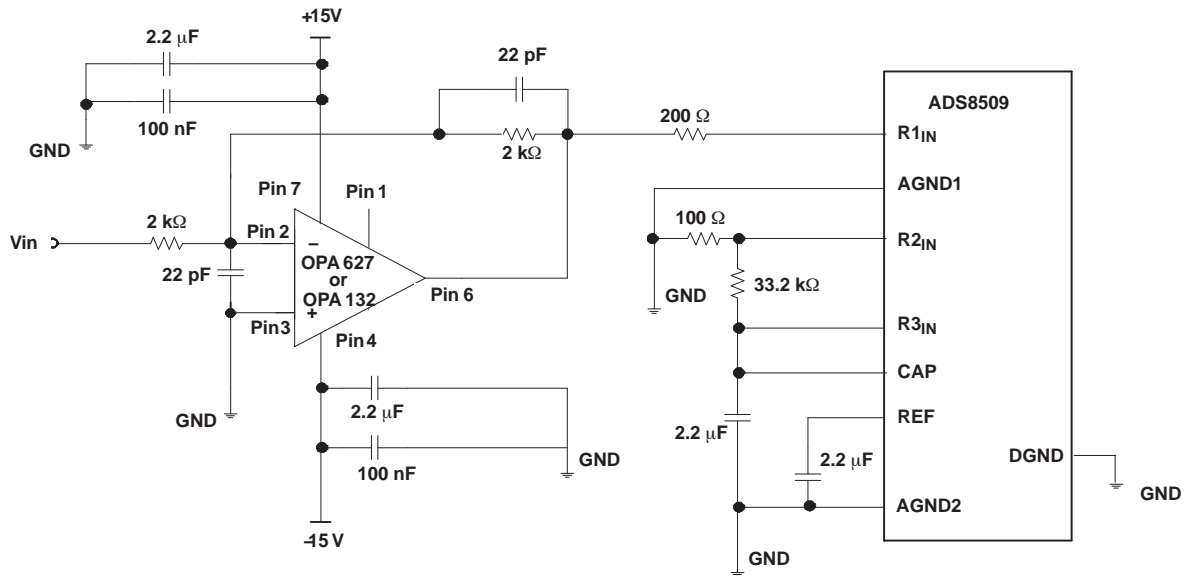 +15V
2.2 μF
22 pF
100 nF
GND
ADS8509
200 Ω
R1IN
2 kΩ
Pin 7
Pin 1
AGND1
2 kΩ
100 Ω
Vin
Pin 2
R2IN
22 pF
OPA 627
or
OPA 132
Pin 6
GND
33.2 kΩ
Pin3
Pin 4
R3IN
CAP
GND
2.2 μF
2.2 μF
REF
100 nF
GND
2.2 μF
DGND
GND
AGND2
–15 V
GND